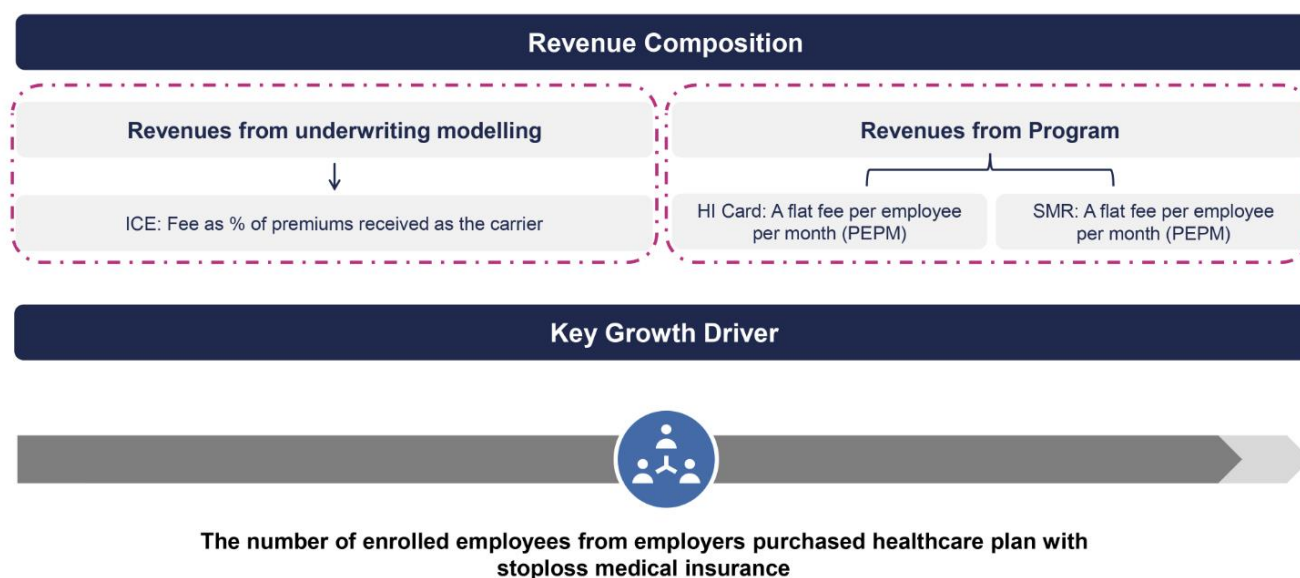 Revenue Composition
Revenues from underwriting modelling
ICE: Fee as % of premiums received as the carrier
Revenues from Program
HI Card: A flat fee per employee
per month (PEPM)
SMR: A flat fee per employee
per month (PEPM)
Key Growth Driver
The number of enrolled employees from employers purchased healthcare plan with
stoploss medical insurance